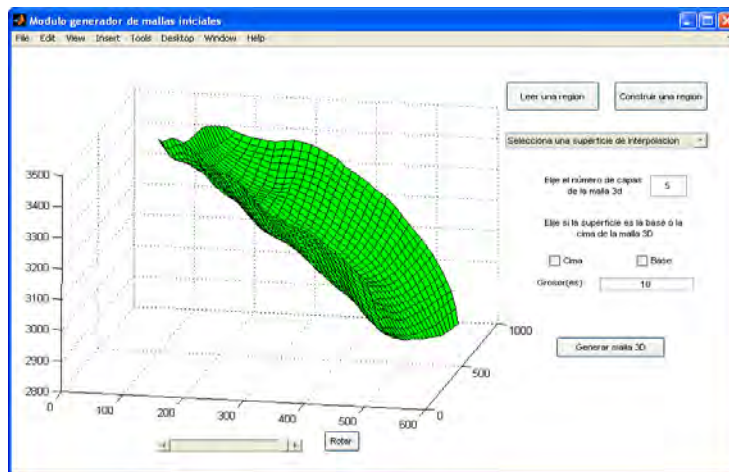 Modulo generador de mallas iniciales
File Edit View Insert Tools Desktop Window Help
Leer una region
Construir una region
Selecciona una superficie de interpolacion
Elije el número de capas
de la malla 3d
5
Elije si la superficie es la base o la
cima de la malla 3D
Cima
Base
Grosor(es)
10
Generar malla 3D
3500
3400
3300
3200
3100
3000
2900
2800
0
100
200
300
400
500
600
0
500
1000
Rotar